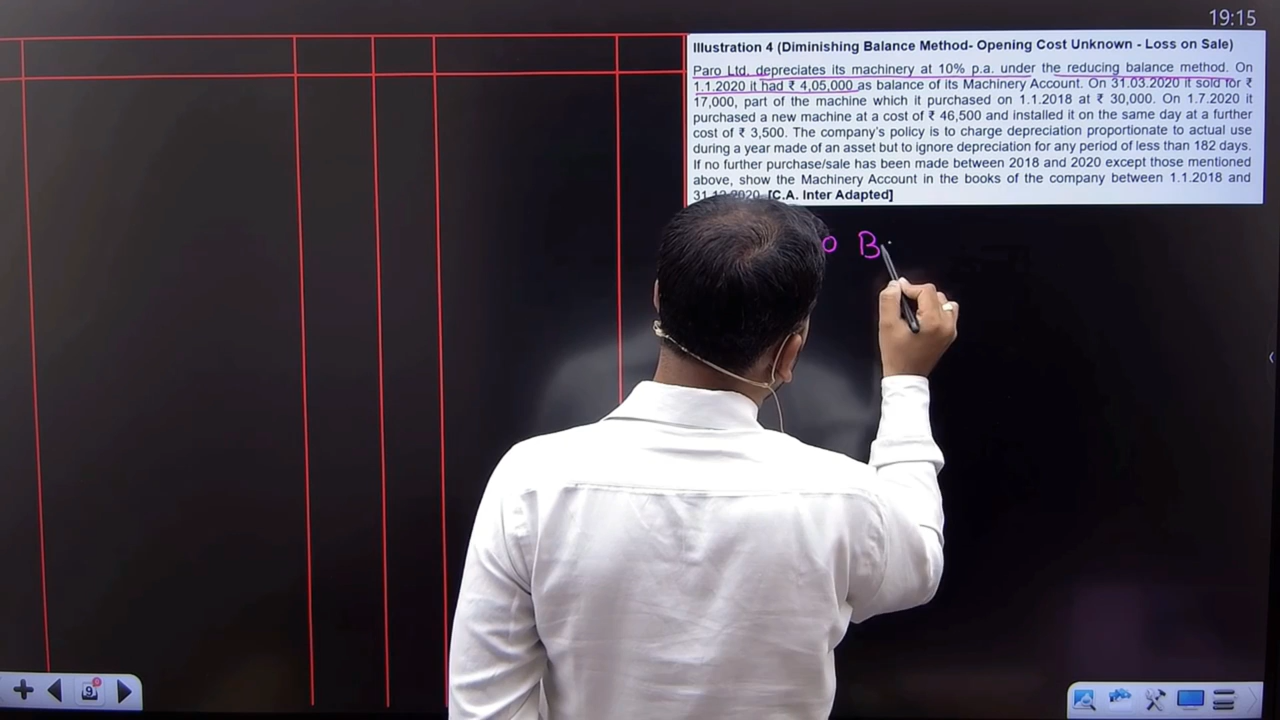 19:15
Illustration 4 (Diminishing Balance Method- Opening Cost Unknown - Loss on Sale)
Paro Ltd. depreciates its machinery at 10% p.a. under the reducing balance method. On
1.1.2020 it had ₹ 4,05,000 as balance of its Machinery Account. On 31.03.2020 it sold for ₹
17,000, part of the machine which it purchased on 1.1.2018 at ₹ 30,000. On 1.7.2020 it
purchased a new machine at a cost of ₹ 46,500 and installed it on the same day at a further
cost of ₹ 3,500. The company's policy is to charge depreciation proportionate to actual use
during a year made of an asset but to ignore depreciation for any period of less than 182 days.
If no further purchase/sale has been made between 2018 and 2020 except those mentioned
above, show the Machinery Account in the books of the company between 1.1.2018 and
31.12.2020. [C.A. Inter Adapted]
o B
9